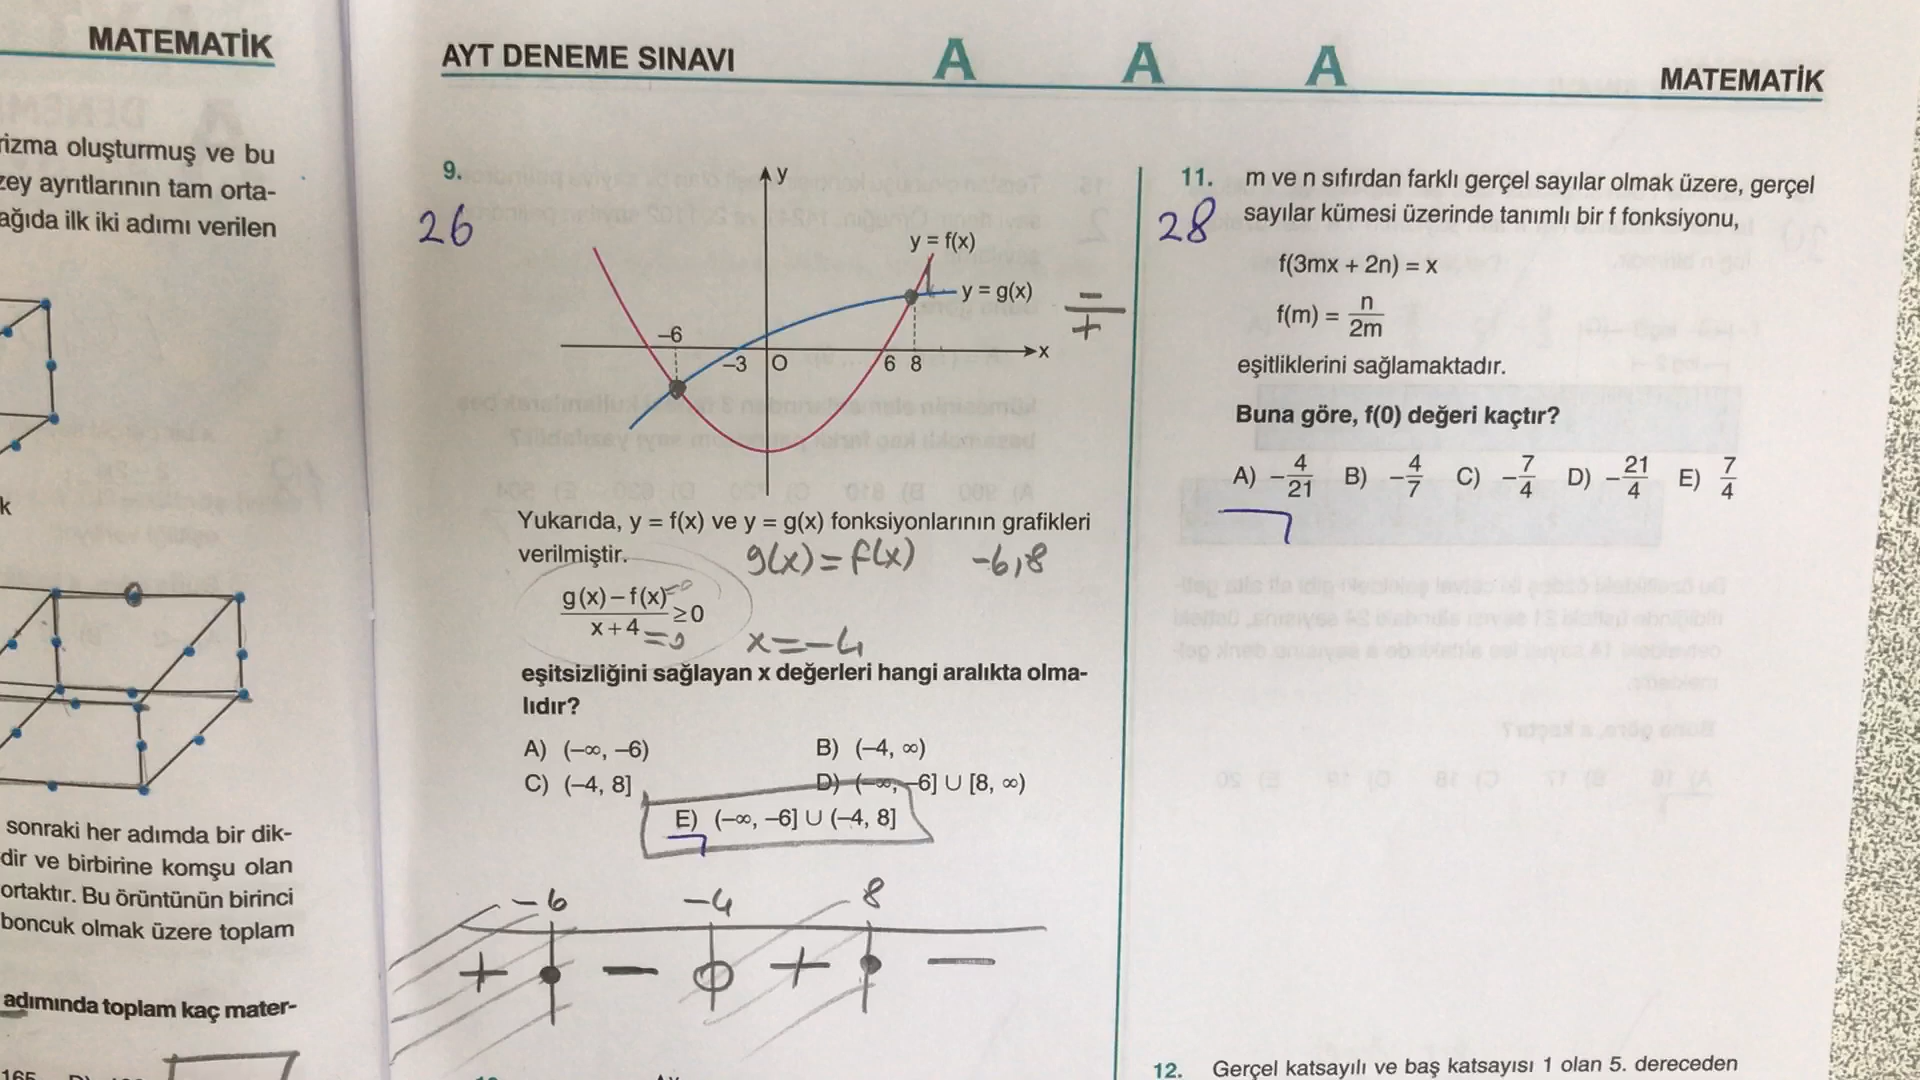 MATEMATİK
rizma oluşturmuş ve bu
zey ayrıtlarının tam orta-
ağıda ilk iki adımı verilen
k
sonraki her adımda bir dik-
dir ve birbirine komşu olan
ortaktır. Bu örüntünün birinci
boncuk olmak üzere toplam
adımında toplam kaç mater-
165
AYT DENEME SINAVI
A A A
MATEMATİK
9.
26
y
y = f(x)
y = g(x)
−6
−3 O 6 8 x
− +
Yukarıda, y = f(x) ve y = g(x) fonksiyonlarının grafikleri
verilmiştir.
g(x) = f(x) -6,8
g(x) − f(x) =0
x + 4 =0
≥ 0
x = -4
eşitsizliğini sağlayan x değerleri hangi aralıkta olma-
lıdır?
A) (−∞, −6) B) (−4, ∞)
C) (−4, 8] D) (−∞, −6] ∪ [8, ∞)
E) (−∞, −6] ∪ (−4, 8]
-6 -4 8
+ − + −
11. m ve n sıfırdan farklı gerçel sayılar olmak üzere, gerçel
28 sayılar kümesi üzerinde tanımlı bir f fonksiyonu,
f(3mx + 2n) = x
f(m) = n/2m
eşitliklerini sağlamaktadır.
Buna göre, f(0) değeri kaçtır?
A) −4/21 B) −4/7 C) −7/4 D) −21/4 E) 7/4
12. Gerçel katsayılı ve baş katsayısı 1 olan 5. dereceden